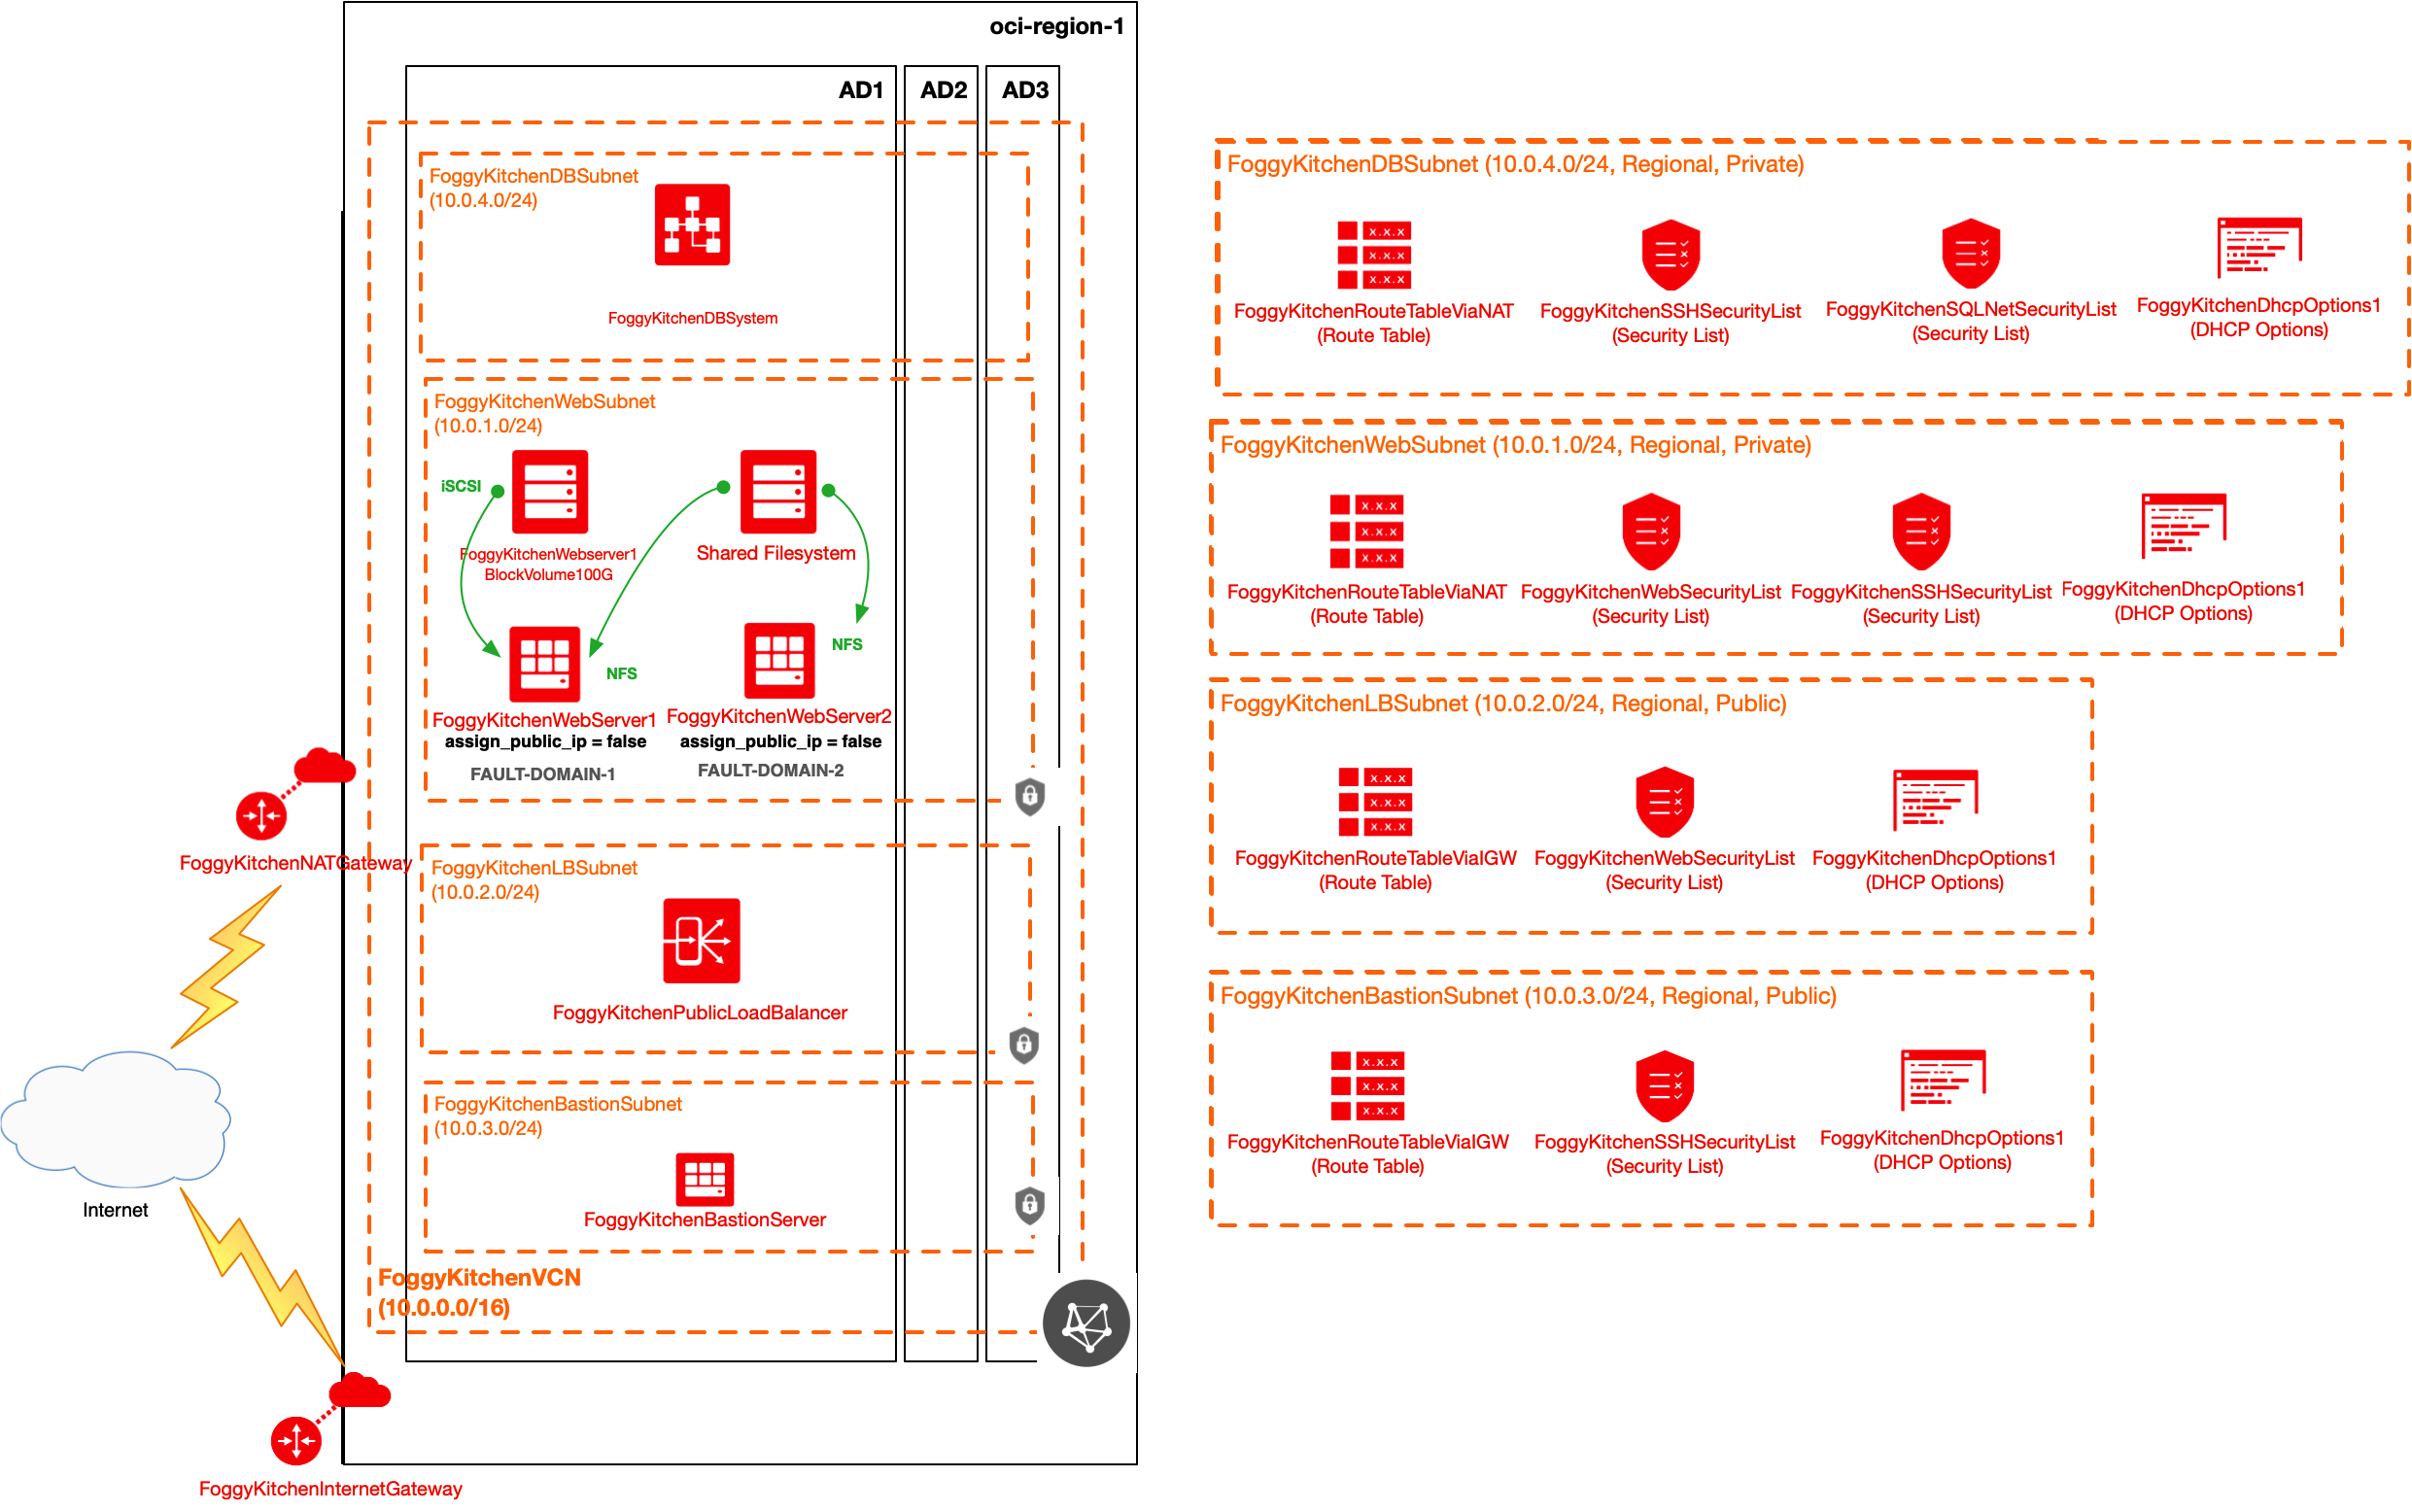 oci-region-1
AD1
AD2
AD3
FoggyKitchenDBSubnet
(10.0.4.0/24)
FoggyKitchenDBSystem
FoggyKitchenWebSubnet
(10.0.1.0/24)
iSCSI
FoggyKitchenWebserver1
BlockVolume100G
Shared Filesystem
NFS
NFS
FoggyKitchenWebServer1
assign_public_ip = false
FAULT-DOMAIN-1
FoggyKitchenWebServer2
assign_public_ip = false
FAULT-DOMAIN-2
FoggyKitchenNATGateway
FoggyKitchenLBSubnet
(10.0.2.0/24)
FoggyKitchenPublicLoadBalancer
FoggyKitchenBastionSubnet
(10.0.3.0/24)
FoggyKitchenBastionServer
Internet
FoggyKitchenVCN
(10.0.0.0/16)
FoggyKitchenInternetGateway
FoggyKitchenDBSubnet (10.0.4.0/24, Regional, Private)
x.x.x
x.x.x
x.x.x
FoggyKitchenRouteTableViaNAT
(Route Table)
FoggyKitchenSSHSecurityList
(Security List)
FoggyKitchenSQLNetSecurityList
(Security List)
FoggyKitchenDhcpOptions1
(DHCP Options)
FoggyKitchenWebSubnet (10.0.1.0/24, Regional, Private)
x.x.x
x.x.x
x.x.x
FoggyKitchenRouteTableViaNAT
(Route Table)
FoggyKitchenWebSecurityList
(Security List)
FoggyKitchenSSHSecurityList
(Security List)
FoggyKitchenDhcpOptions1
(DHCP Options)
FoggyKitchenLBSubnet (10.0.2.0/24, Regional, Public)
x.x.x
x.x.x
x.x.x
FoggyKitchenRouteTableViaIGW
(Route Table)
FoggyKitchenWebSecurityList
(Security List)
FoggyKitchenDhcpOptions1
(DHCP Options)
FoggyKitchenBastionSubnet (10.0.3.0/24, Regional, Public)
x.x.x
x.x.x
x.x.x
FoggyKitchenRouteTableViaIGW
(Route Table)
FoggyKitchenSSHSecurityList
(Security List)
FoggyKitchenDhcpOptions1
(DHCP Options)